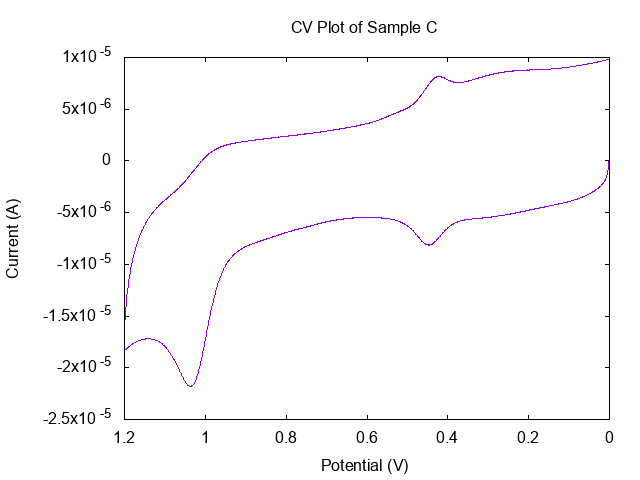 CV Plot of Sample C
1x10^-5
5x10^-6
0
-5x10^-6
-1x10^-5
-1.5x10^-5
-2x10^-5
-2.5x10^-5
Current (A)
1.2 1 0.8 0.6 0.4 0.2 0
Potential (V)